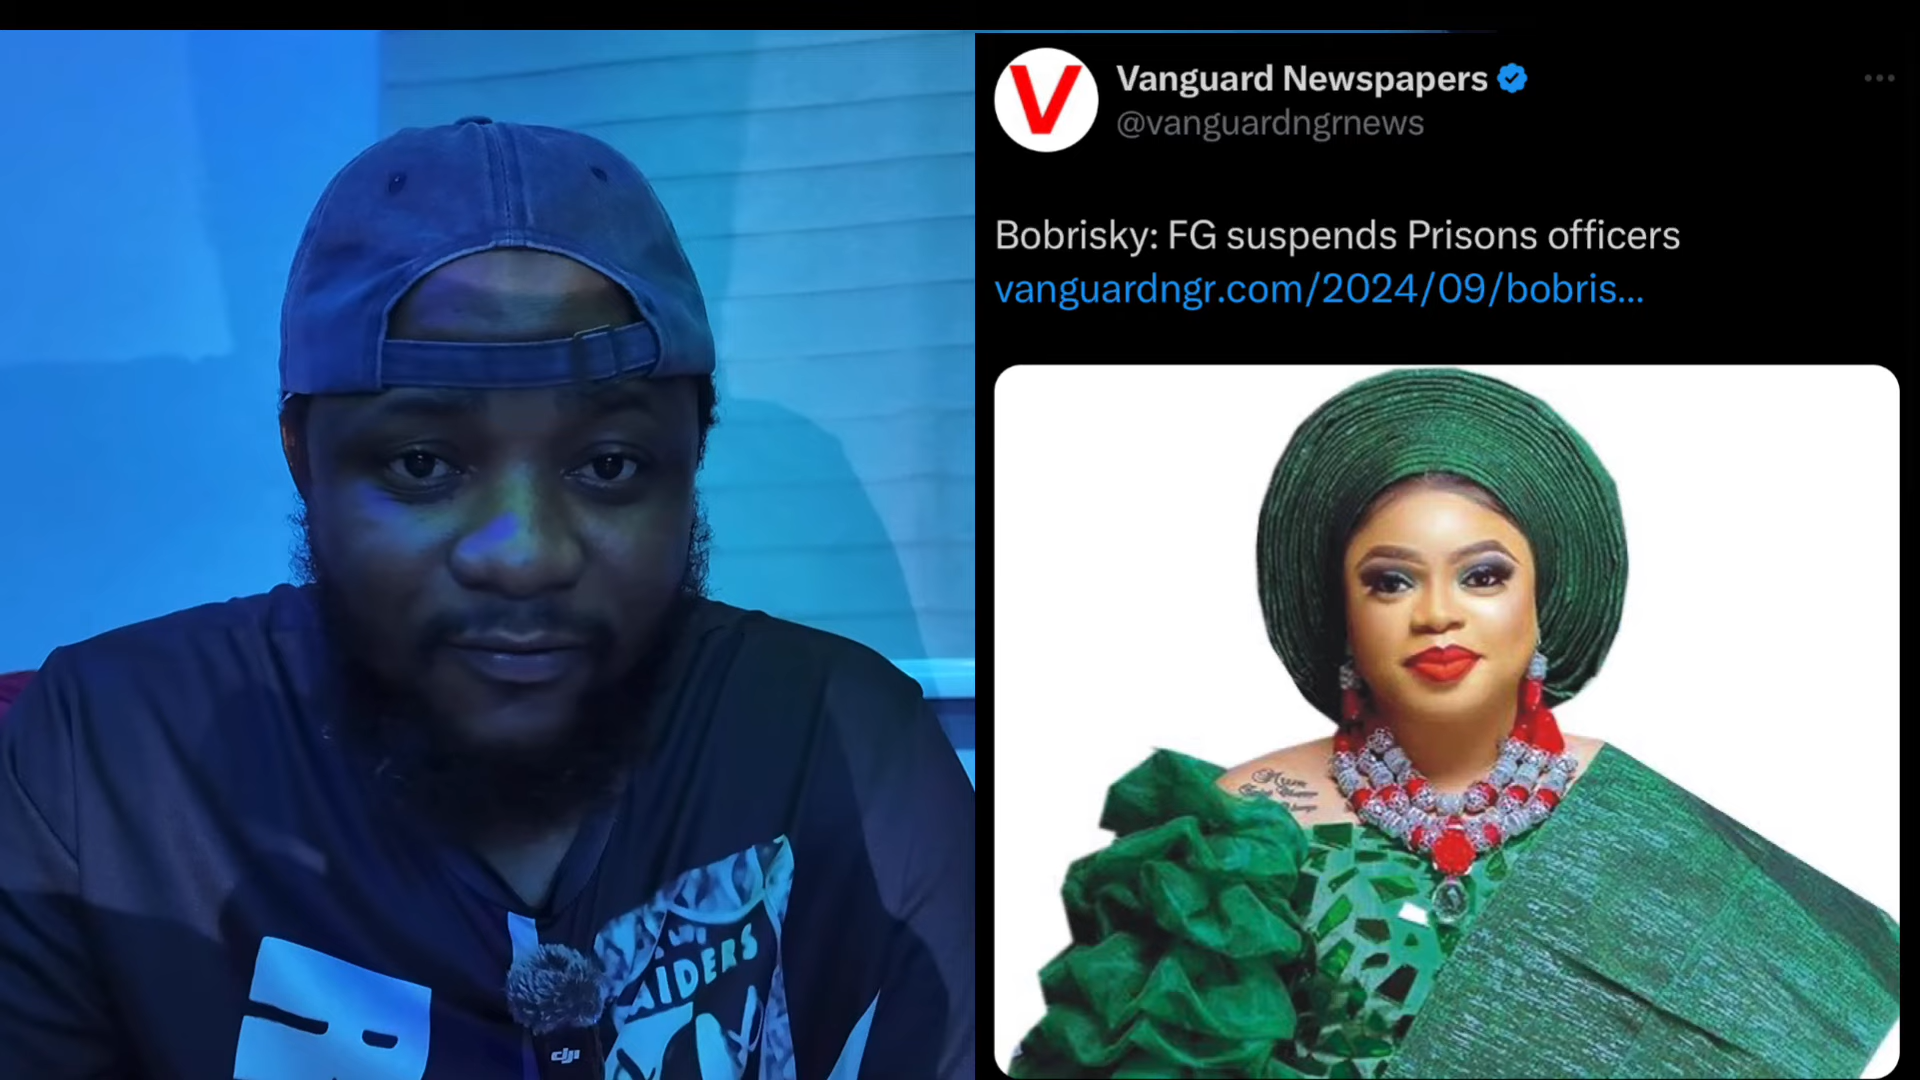 V
Vanguard Newspapers
@vanguardngrnews
Bobrisky: FG suspends Prisons officers
vanguardngr.com/2024/09/bobris...
AIDERS
dji